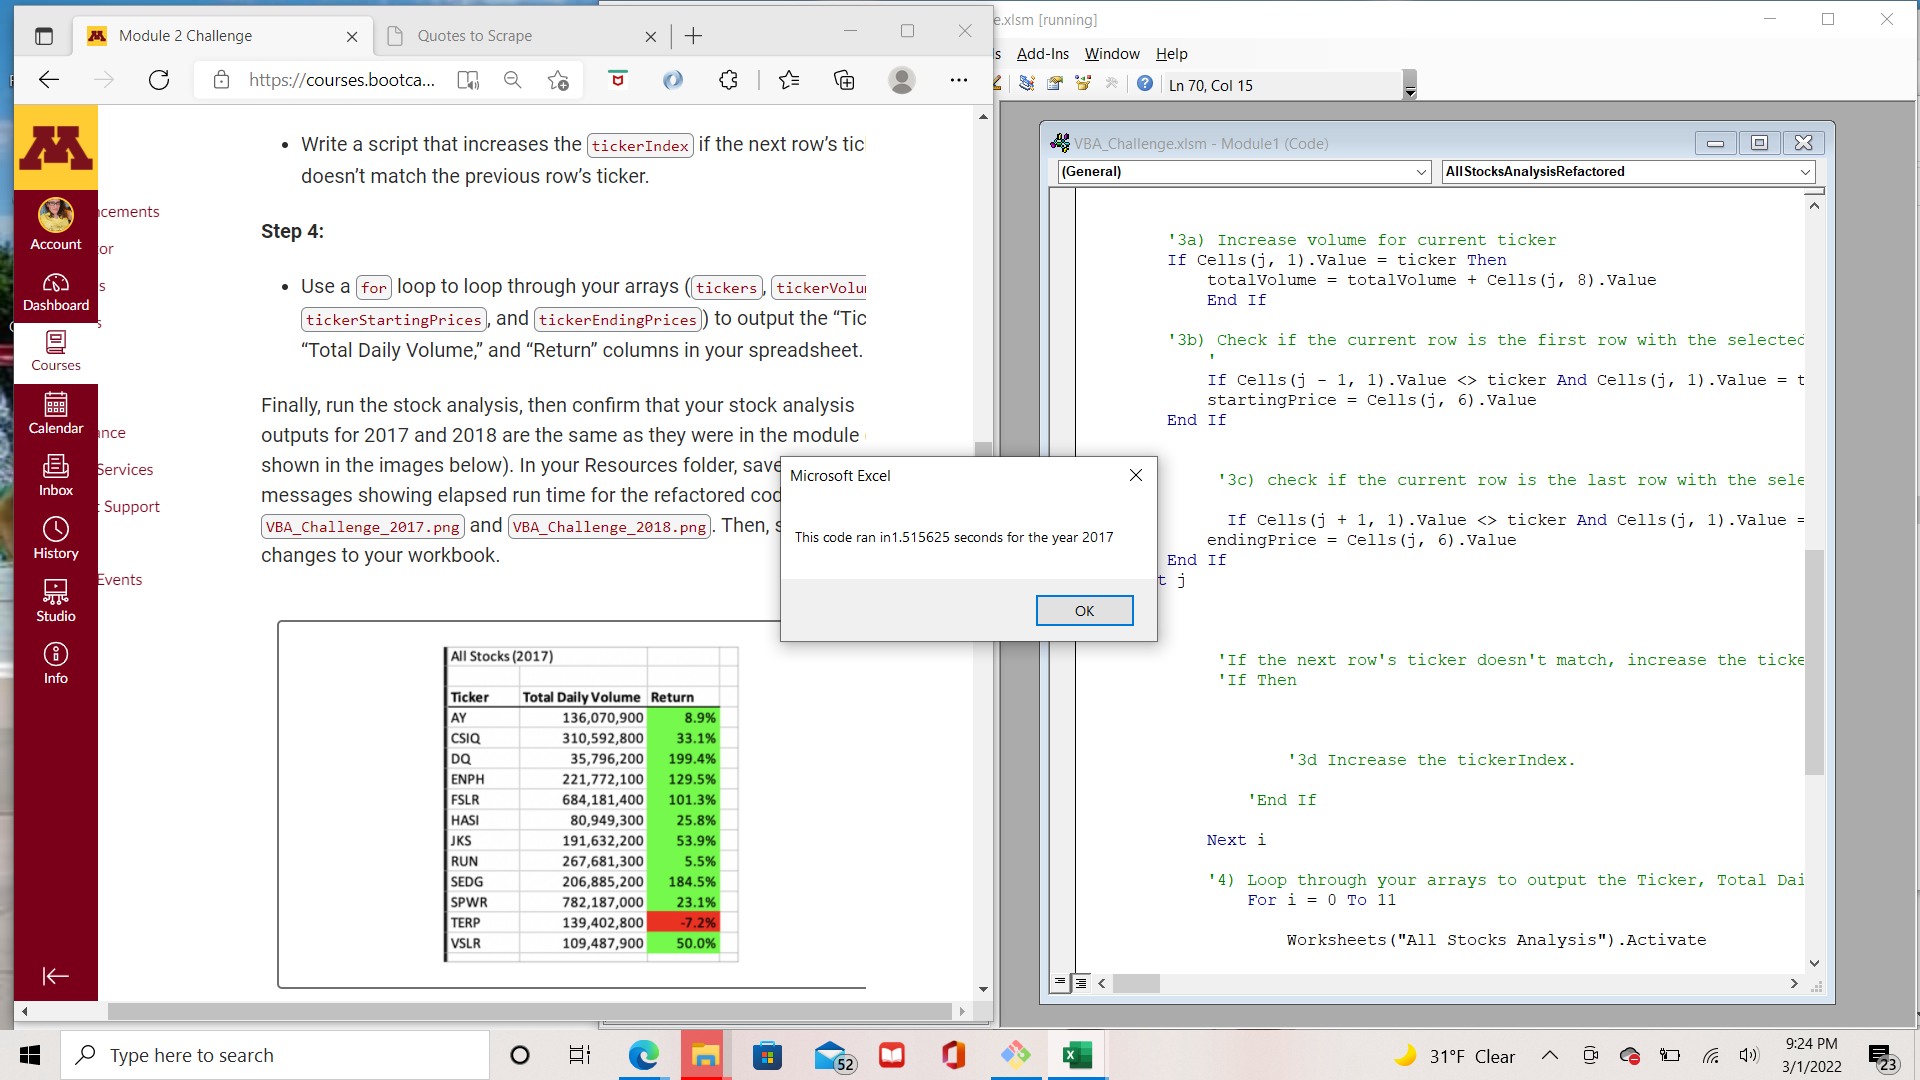 Module 2 Challenge
Quotes to Scrape
https://courses.bootca...
Write a script that increases the tickerIndex if the next row's tic
doesn't match the previous row's ticker.
Step 4:
Use a for loop to loop through your arrays (tickers, tickerVolu
tickerStartingPrices, and tickerEndingPrices) to output the "Tic
"Total Daily Volume," and "Return" columns in your spreadsheet.
Finally, run the stock analysis, then confirm that your stock analysis
outputs for 2017 and 2018 are the same as they were in the module
shown in the images below). In your Resources folder, save
messages showing elapsed run time for the refactored cod
VBA_Challenge_2017.png and VBA_Challenge_2018.png. Then, s
changes to your workbook.
Account
Dashboard
Courses
Calendar
Inbox
History
Studio
Info
ncements
or
s
s
nce
Services
t Support
Events
All Stocks (2017)
Ticker Total Daily Volume Return
AY 136,070,900 8.9%
CSIQ 310,592,800 33.1%
DQ 35,796,200 199.4%
ENPH 221,772,100 129.5%
FSLR 684,181,400 101.3%
HASI 80,949,300 25.8%
JKS 191,632,200 53.9%
RUN 267,681,300 5.5%
SEDG 206,885,200 184.5%
SPWR 782,187,000 23.1%
TERP 139,402,800 -7.2%
VSLR 109,487,900 50.0%
Microsoft Excel
This code ran in1.515625 seconds for the year 2017
OK
e.xlsm [running]
ls Add-Ins Window Help
Ln 70, Col 15
VBA_Challenge.xlsm - Module1 (Code)
(General)
AllStocksAnalysisRefactored
'3a) Increase volume for current ticker
If Cells(j, 1).Value = ticker Then
totalVolume = totalVolume + Cells(j, 8).Value
End If
'3b) Check if the current row is the first row with the selected
'
If Cells(j - 1, 1).Value <> ticker And Cells(j, 1).Value = t
startingPrice = Cells(j, 6).Value
End If
'3c) check if the current row is the last row with the sele
If Cells(j + 1, 1).Value <> ticker And Cells(j, 1).Value =
endingPrice = Cells(j, 6).Value
End If
t j
'If the next row's ticker doesn't match, increase the ticke
'If Then
'3d Increase the tickerIndex.
'End If
Next i
'4) Loop through your arrays to output the Ticker, Total Dai
For i = 0 To 11
Worksheets("All Stocks Analysis").Activate
Type here to search
52
31°F Clear
9:24 PM
3/1/2022
23